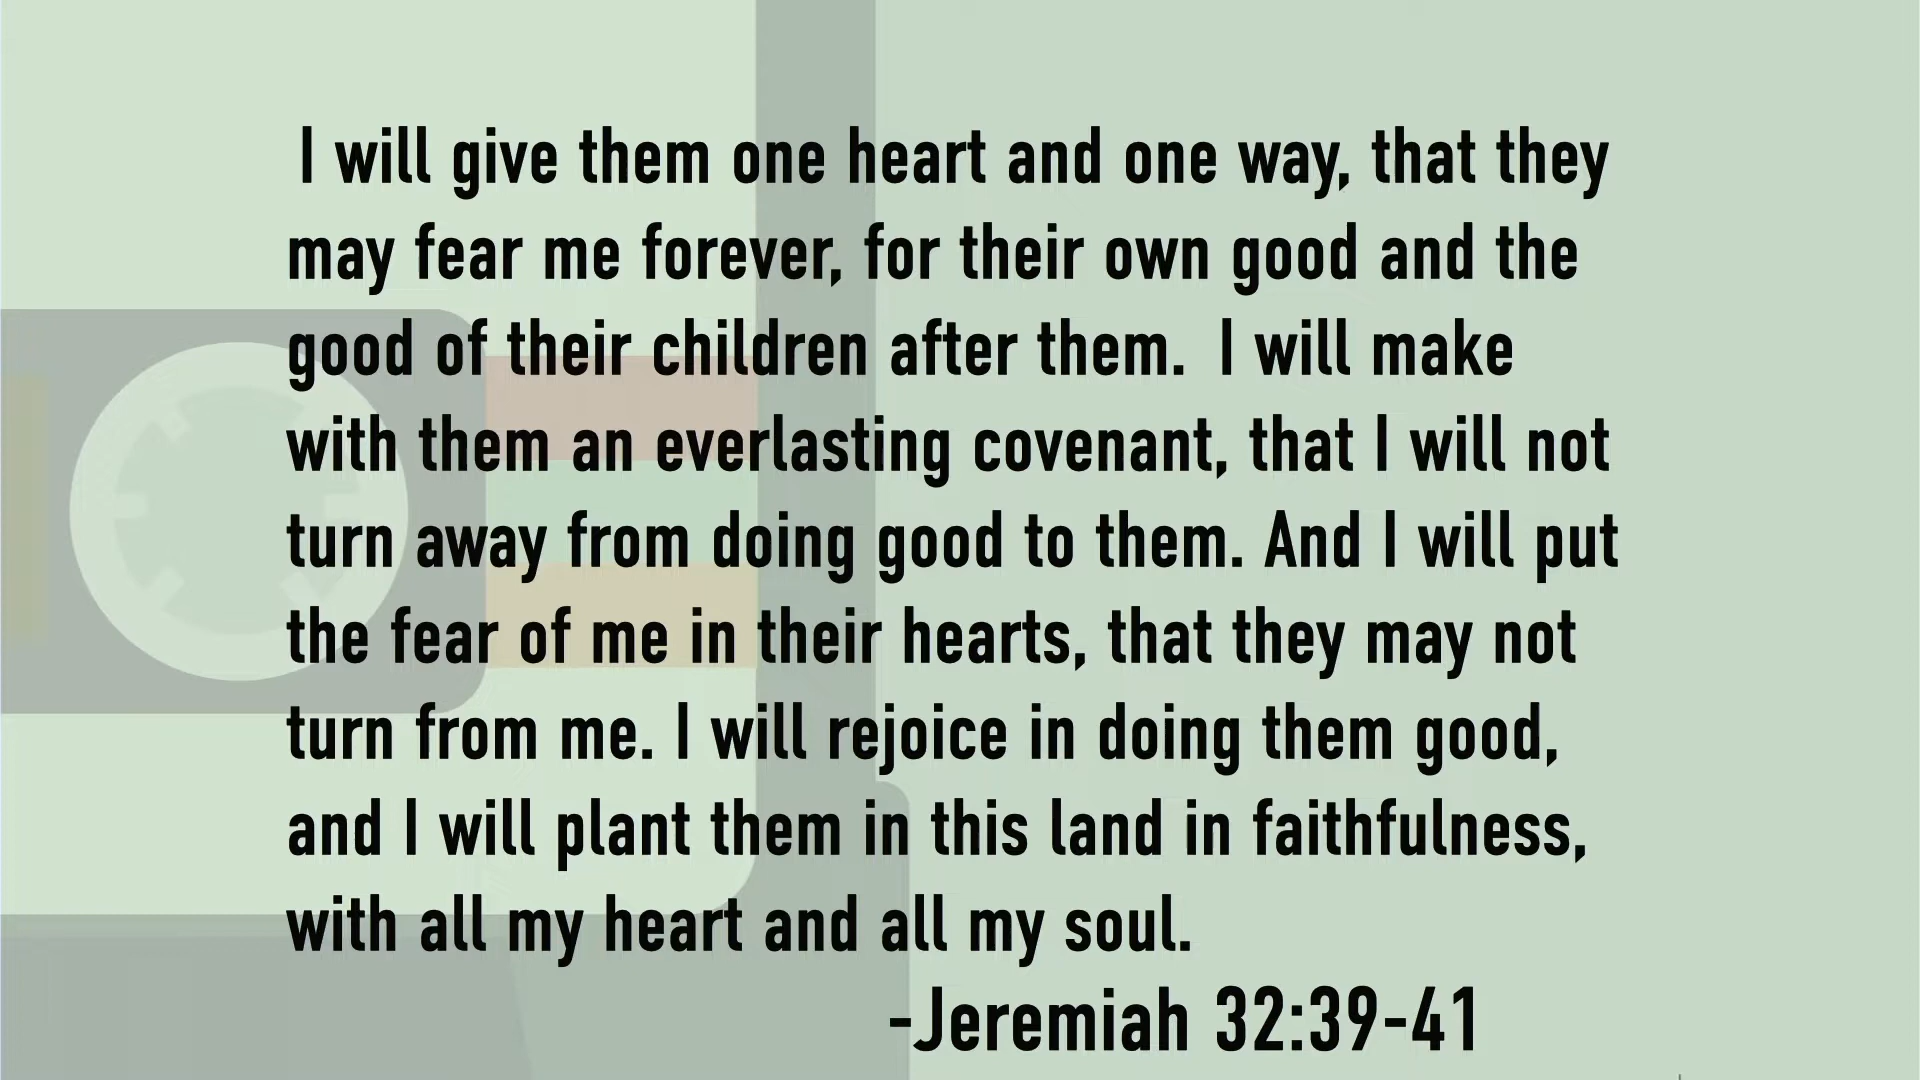 I will give them one heart and one way, that they
may fear me forever, for their own good and the
good of their children after them. I will make
with them an everlasting covenant, that I will not
turn away from doing good to them. And I will put
the fear of me in their hearts, that they may not
turn from me. I will rejoice in doing them good,
and I will plant them in this land in faithfulness,
with all my heart and all my soul.
-Jeremiah 32:39-41